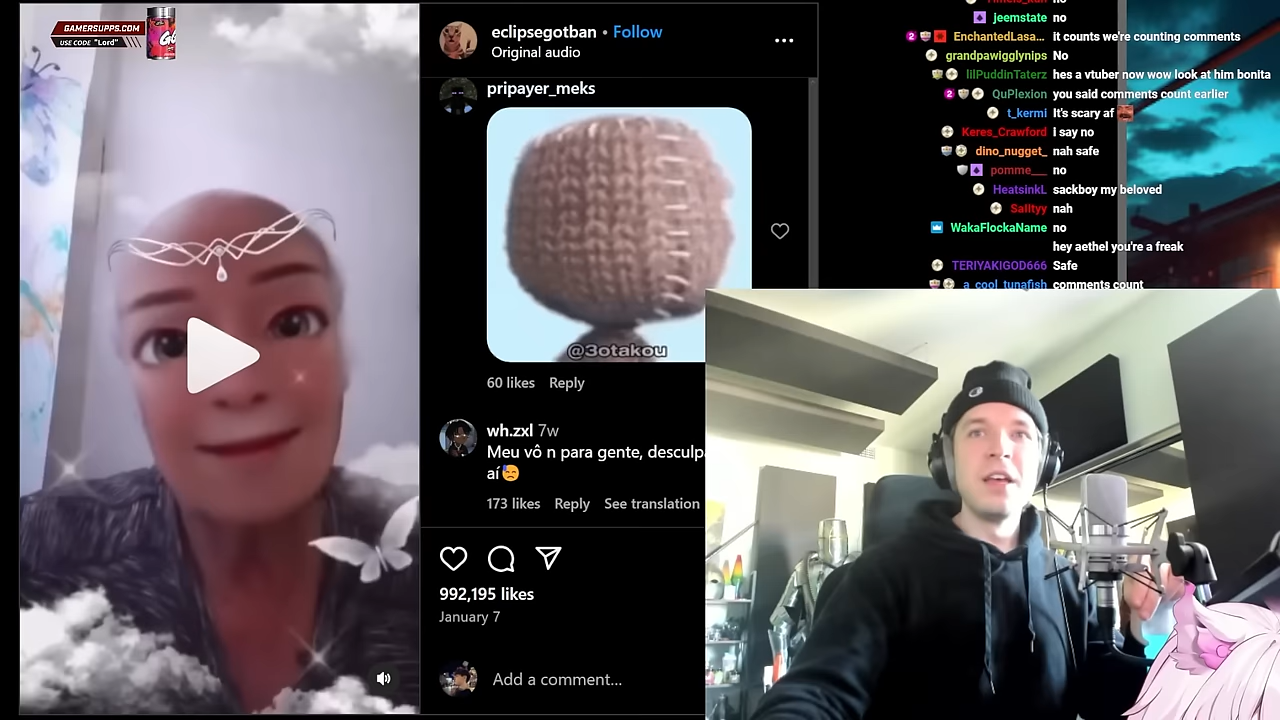 GAMERSUPPS.COM
USE CODE "Lord"
eclipsegotban • Follow
Original audio
pripayer_meks
@3otakou
60 likes Reply
wh.zxl 7w
Meu vô n para gente, desculp
aí
173 likes Reply See translation
992,195 likes
January 7
Add a comment...
no
jeemstate no
EnchantedLasa... it counts we're counting comments
grandpawigglynips No
lilPuddinTaterz hes a vtuber now wow look at him bonita
QuPlexion you said comments count earlier
t_kermi It's scary af
Keres_Crawford i say no
dino_nugget_ nah safe
pomme___ no
HeatsinkL sackboy my beloved
Salltyy nah
WakaFlockaName no
hey aethel you're a freak
TERIYAKIGOD666 Safe
a_cool_tunafish comments count